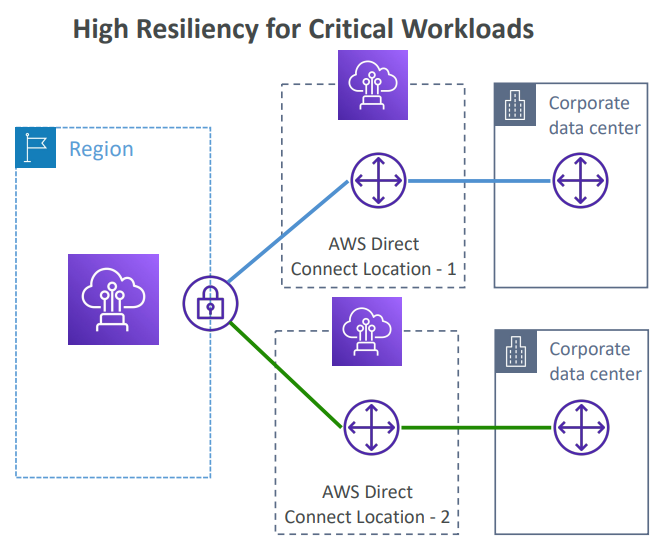 High Resiliency for Critical Workloads
Region
AWS Direct
Connect Location - 1
Corporate
data center
AWS Direct
Connect Location - 2
Corporate
data center